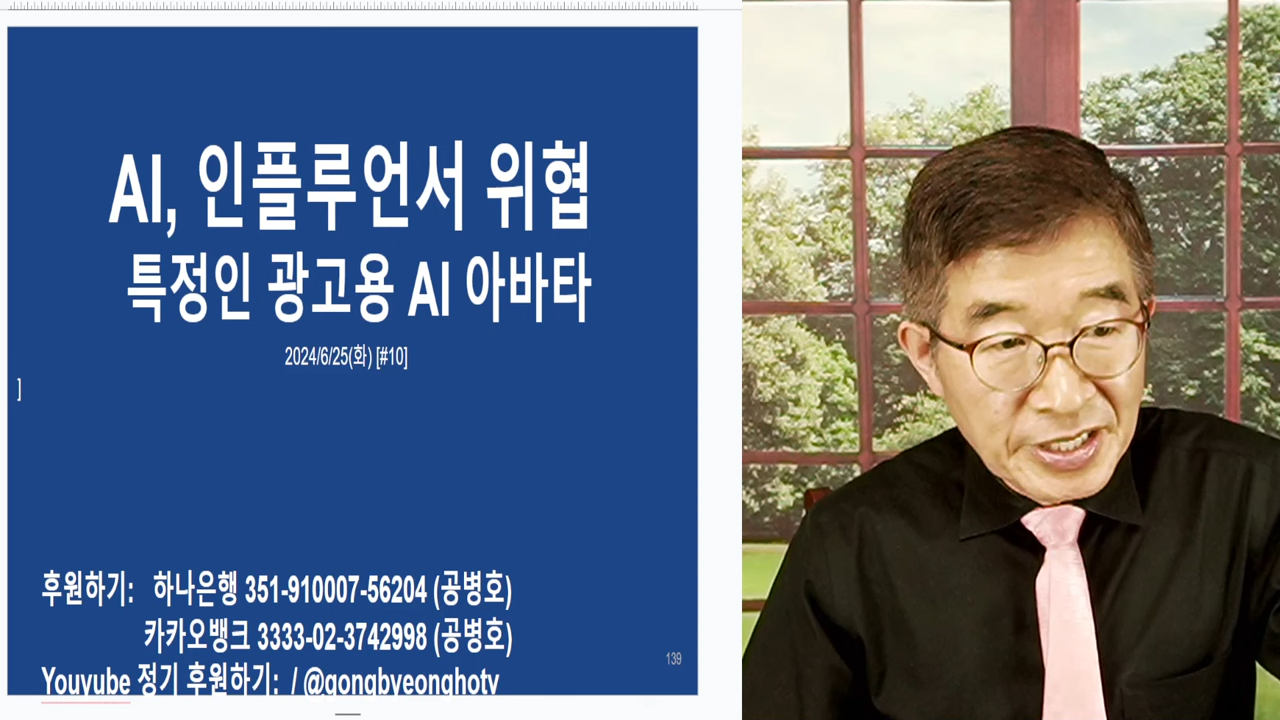 AI, 인플루언서 위협
특정인 광고용 AI 아바타
2024/6/25(화) [#10]
]
후원하기: 하나은행 351-910007-56204 (공병호)
카카오뱅크 3333-02-3742998 (공병호)
139
Youyube 정기 후원하기: / @gongbyeonghotv